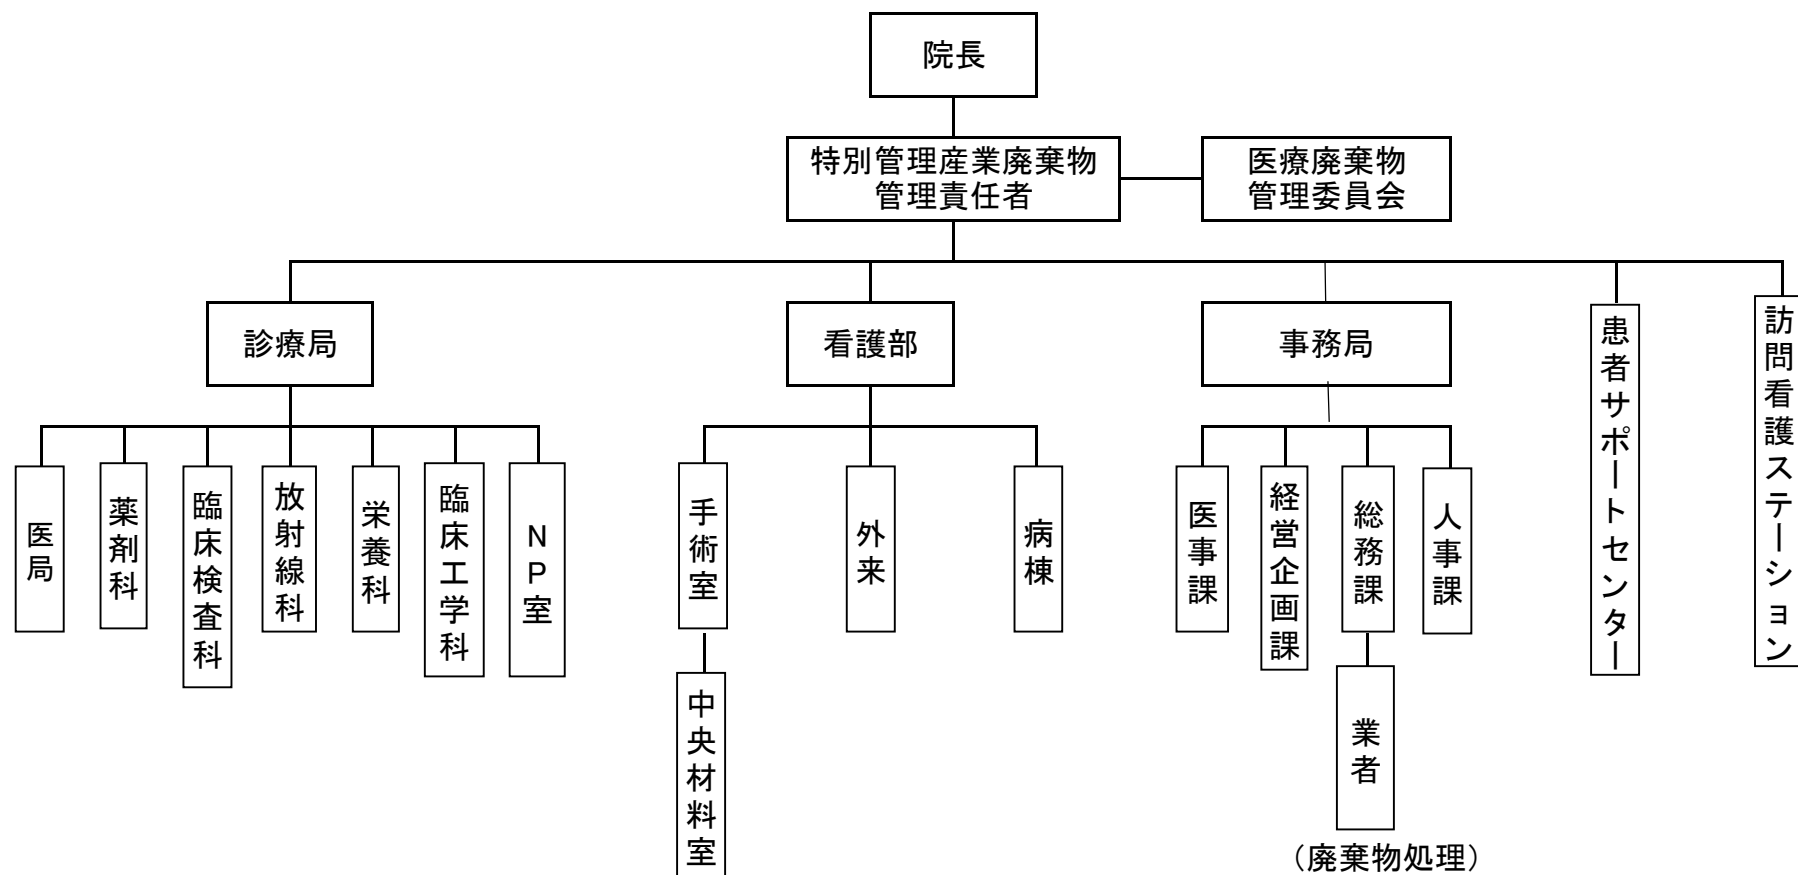 院長
特別管理産業廃棄物
管理責任者
医療廃棄物
管理委員会
診療局
看護部
事務局
患者サポートセンター
訪問看護ステーション
医局
薬剤科
臨床検査科
放射線科
栄養科
臨床工学科
NP室
手術室
外来
病棟
医事課
経営企画課
総務課
人事課
中央材料室
業者
（廃棄物処理）